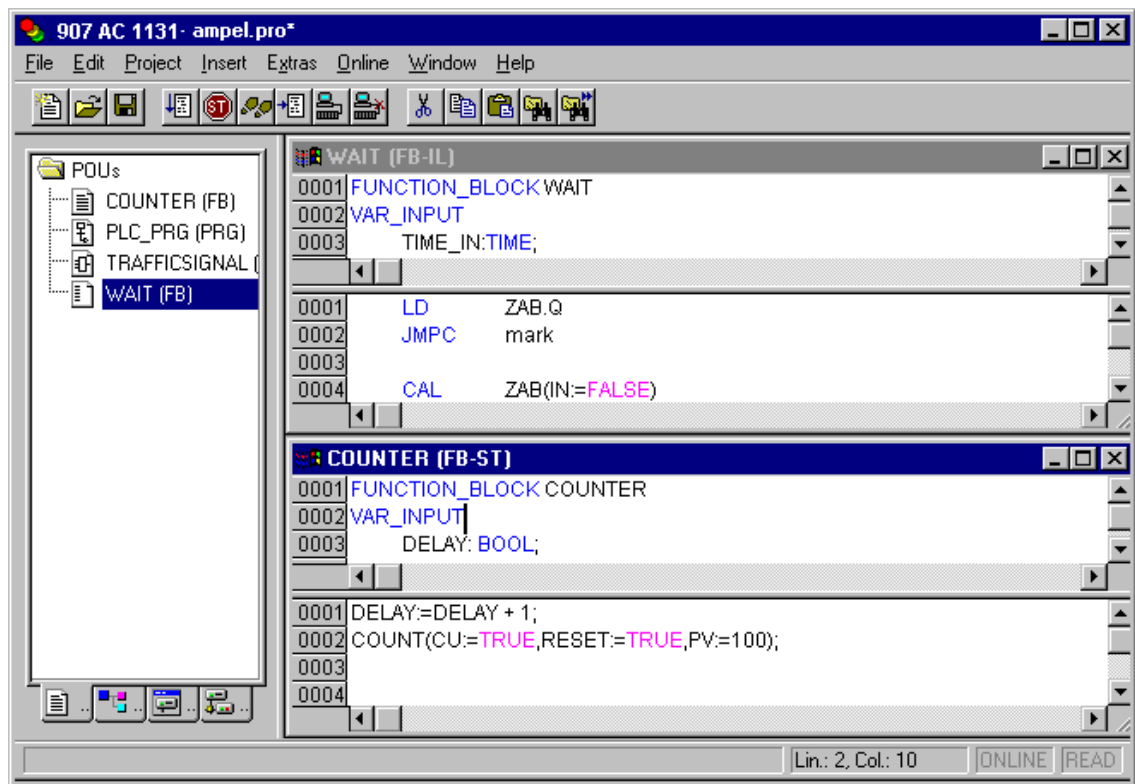 907 AC 1131- ampel.pro*
File Edit Project Insert Extras Online Window Help
ST
POUs
COUNTER (FB)
PLC_PRG (PRG)
TRAFFICSIGNAL (
WAIT (FB)
WAIT (FB-IL)
0001 FUNCTION_BLOCK WAIT
0002 VAR_INPUT
0003 TIME_IN:TIME;
0001 LD ZAB.Q
0002 JMPC mark
0003
0004 CAL ZAB(IN:=FALSE)
COUNTER (FB-ST)
0001 FUNCTION_BLOCK COUNTER
0002 VAR_INPUT
0003 DELAY: BOOL;
0001 DELAY:=DELAY + 1;
0002 COUNT(CU:=TRUE,RESET:=TRUE,PV:=100);
0003
0004
.. .. .. ..
Lin.: 2, Col.: 10 ONLINE READ